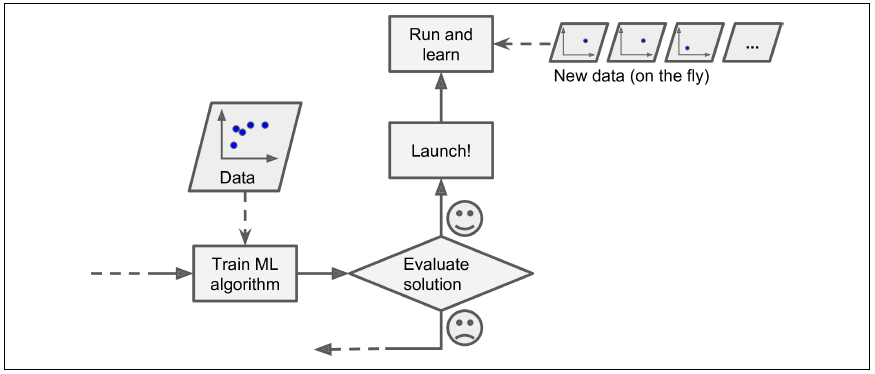 Run and
learn
...
New data (on the fly)
Launch!
Data
Train ML
algorithm
Evaluate
solution